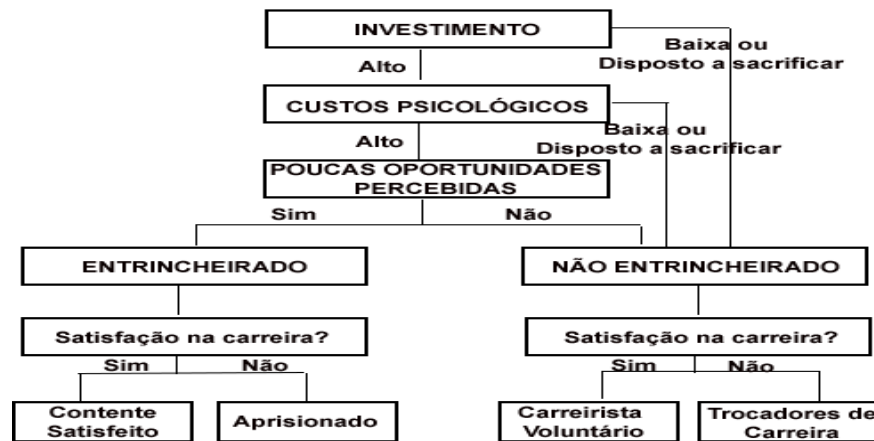 INVESTIMENTO
Baixa ou
Disposto a sacrificar
Alto
CUSTOS PSICOLÓGICOS
Baixa ou
Disposto a sacrificar
Alto
POUCAS OPORTUNIDADES
PERCEBIDAS
Sim
Não
ENTRINCHEIRADO
NÃO ENTRINCHEIRADO
Satisfação na carreira?
Satisfação na carreira?
Sim
Não
Sim
Não
Contente
Satisfeito
Aprisionado
Carreirista
Voluntário
Trocadores de
Carreira